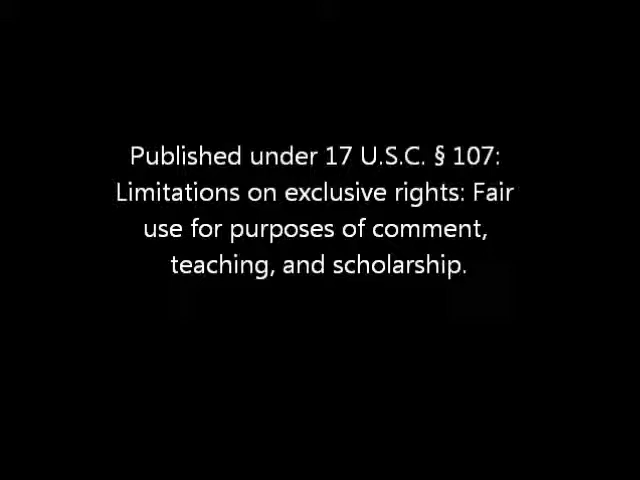 Published under 17 U.S.C. § 107:
Limitations on exclusive rights: Fair
use for purposes of comment,
teaching, and scholarship.